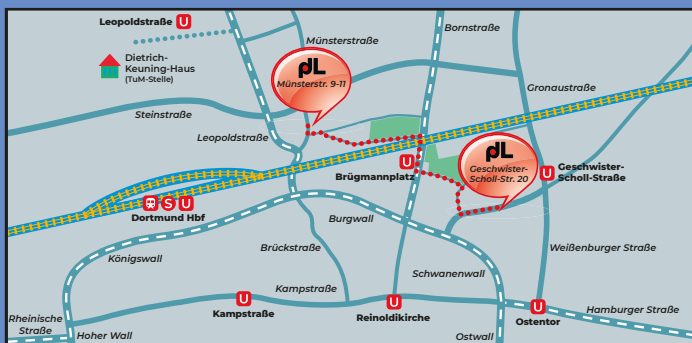 Leopoldstraße U
Bornstraße
Münsterstraße
Dietrich-
Keuning-Haus
(TuM-Stelle)
pL
Münsterstr. 9-11
Gronaustraße
Steinstraße
Leopoldstraße
pL
Geschwister-
Scholl-Str. 20
U
Brügmannplatz
U Geschwister-
Scholl-Straße
S U
Dortmund Hbf
Burgwall
Königswall
Brückstraße
Weißenburger Straße
Schwanenwall
Kampstraße
U
Kampstraße
U
Reinoldikirche
U
Ostentor
Hamburger Straße
Rheinische
Straße
Hoher Wall
Ostwall